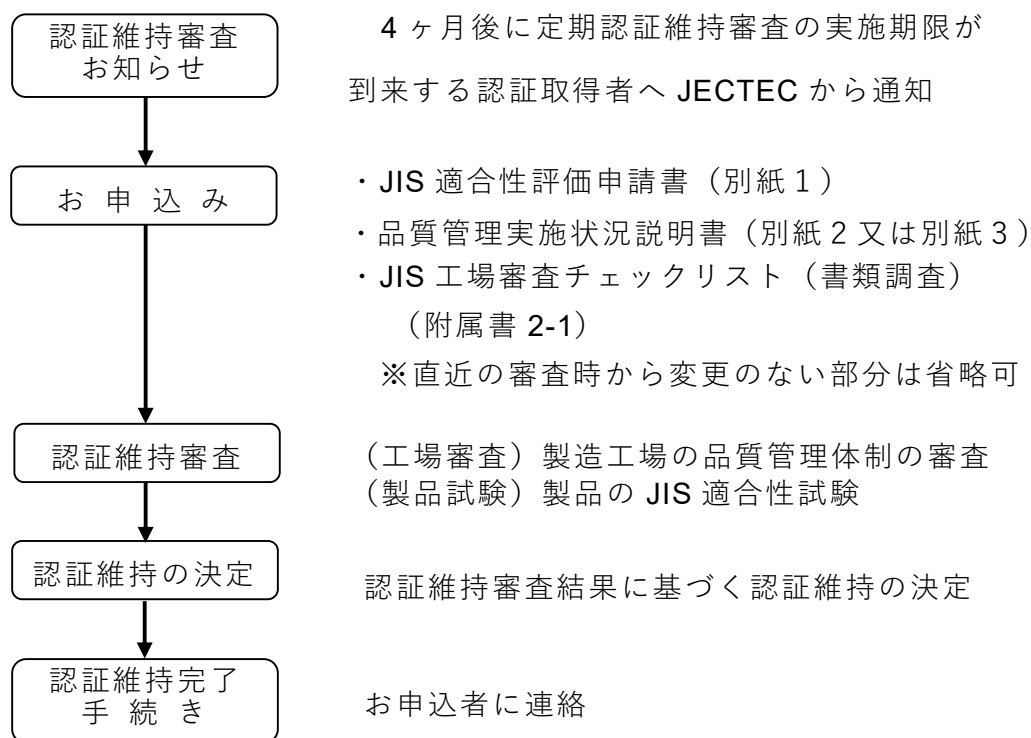 認証維持審査
お知らせ
4 ヶ月後に定期認証維持審査の実施期限が
到来する認証取得者へ JECTEC から通知
お 申 込 み
・JIS 適合性評価申請書（別紙１）
・品質管理実施状況説明書（別紙２又は別紙３）
・JIS 工場審査チェックリスト（書類調査）
（附属書 2-1）
※直近の審査時から変更のない部分は省略可
認証維持審査
（工場審査）製造工場の品質管理体制の審査
（製品試験）製品の JIS 適合性試験
認証維持の決定
認証維持審査結果に基づく認証維持の決定
認証維持完了
手 続 き
お申込者に連絡